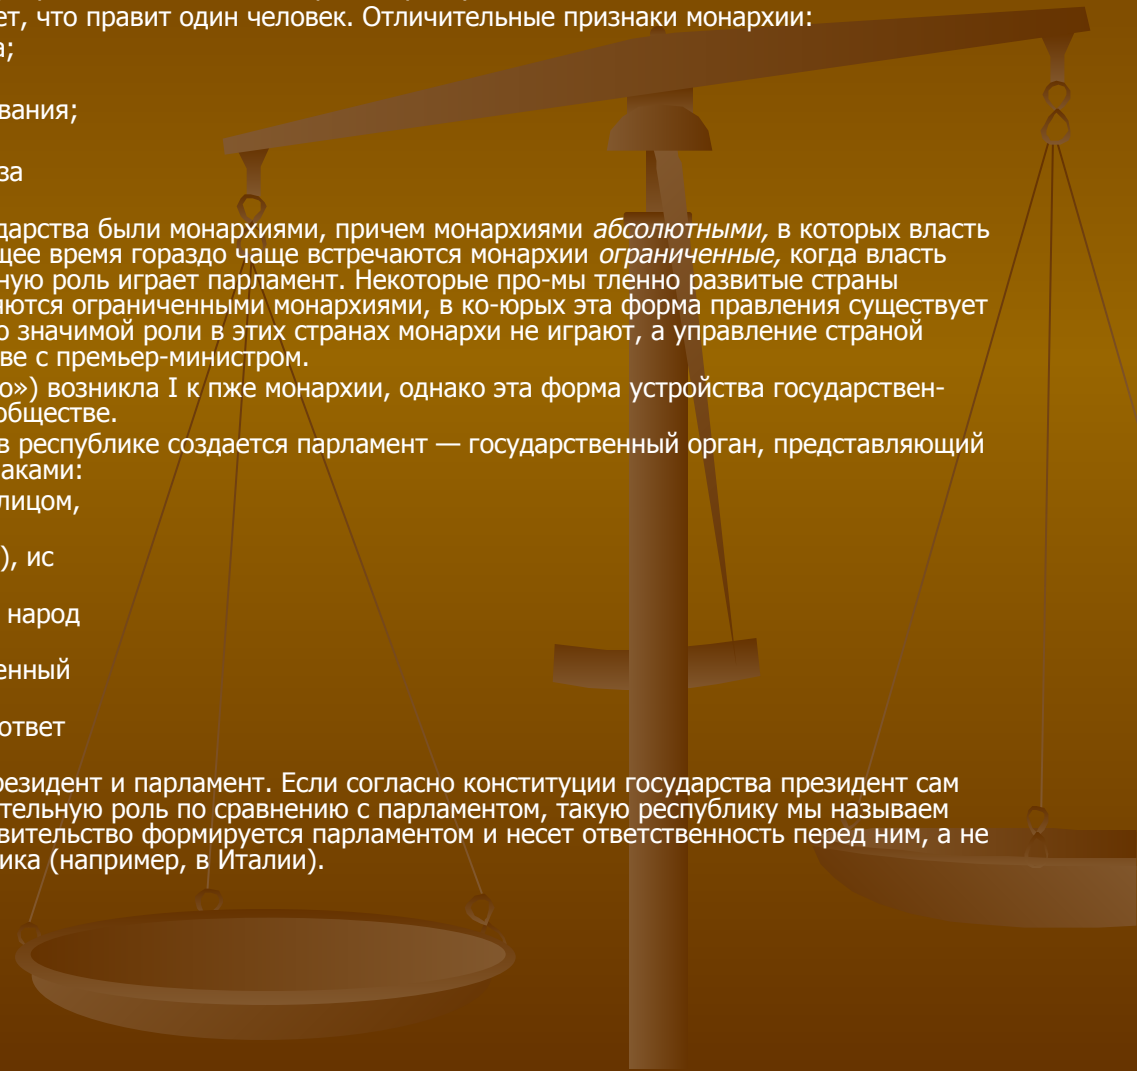 ет, что правит один человек. Отличительные признаки монархии:
а;
вания;
за
дарства были монархиями, причем монархиями абсолютными, в которых власть
щее время гораздо чаще встречаются монархии ограниченные, когда власть
ную роль играет парламент. Некоторые про-мы тленно развитые страны
яются ограниченными монархиями, в ко-юрых эта форма правления существует
о значимой роли в этих странах монархи не играют, а управление страной
ве с премьер-министром.
о») возникла I к пже монархии, однако эта форма устройства государствен-
обществе.
в республике создается парламент — государственный орган, представляющий
аками:
лицом,
), ис
народ
енный
ответ
резидент и парламент. Если согласно конституции государства президент сам
тельную роль по сравнению с парламентом, такую республику мы называем
вительство формируется парламентом и несет ответственность перед ним, а не
ика (например, в Италии).